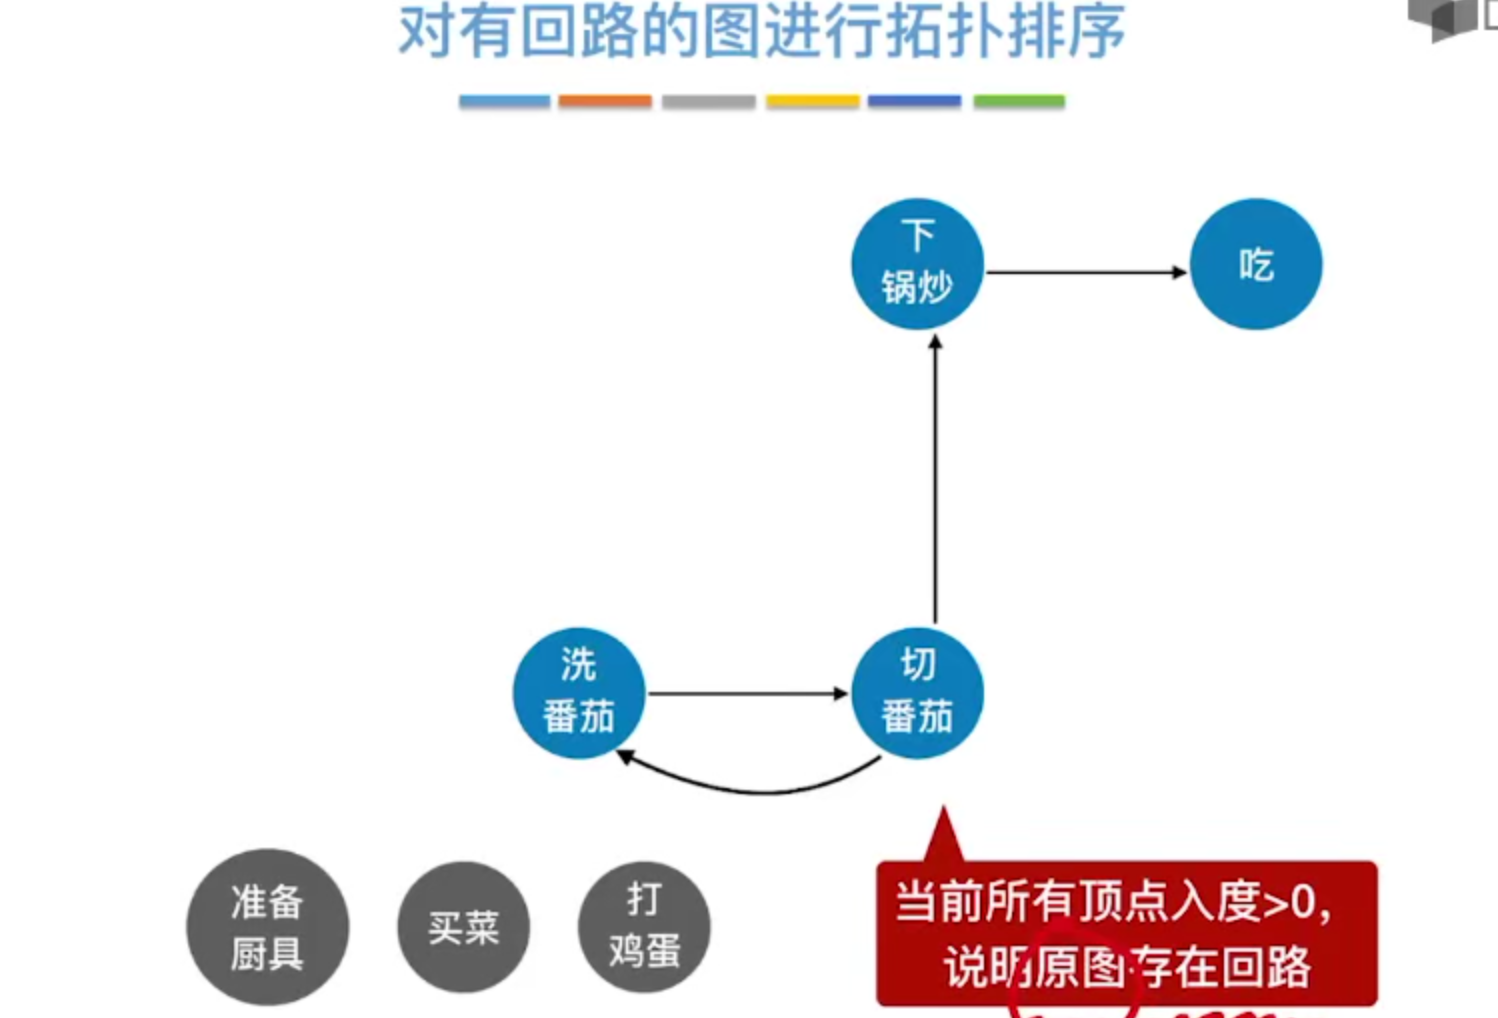 对有回路的图进行拓扑排序
下
锅炒
吃
洗
番茄
切
番茄
准备
厨具
买菜
打
鸡蛋
当前所有顶点入度>0，
说明原图存在回路